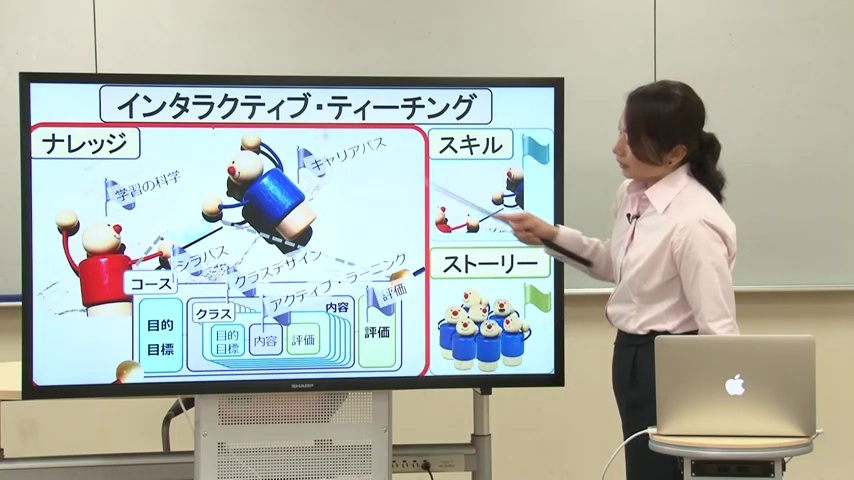 インタラクティブ・ティーチング
ナレッジ
スキル
キャリアパス
学習の科学
シラバス
クラスデザイン
アクティブ・ラーニング
評価
コース
ストーリー
目的
目標
クラス
内容
目的
目標
内容
評価
評価
SHARP